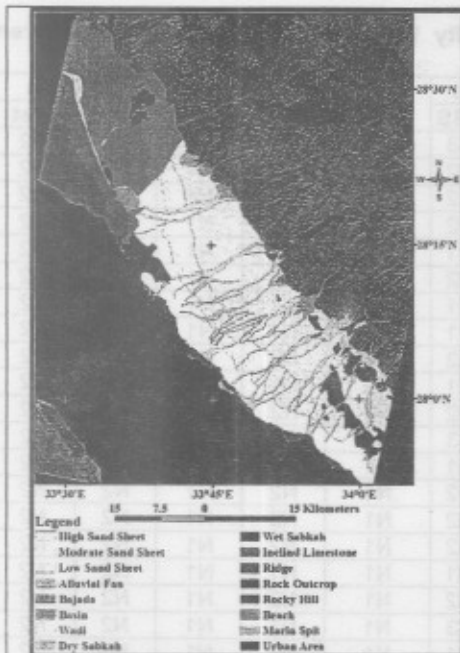 28°30'N
N
W E
S
28°15'N
28°0'N
33°30'E 33°45'E 34°0'E
15 7.5 0 15 Kilometers
Legend
High Sand Sheet
Modrate Sand Sheet
Low Sand Sheet
Alluvial Fan
Bajada
Basin
Wadi
Dry Sabkah
Wet Sabkah
Inclind Limestone
Ridge
Rock Outcrop
Rocky Hill
Beach
Marin Spit
Urban Area